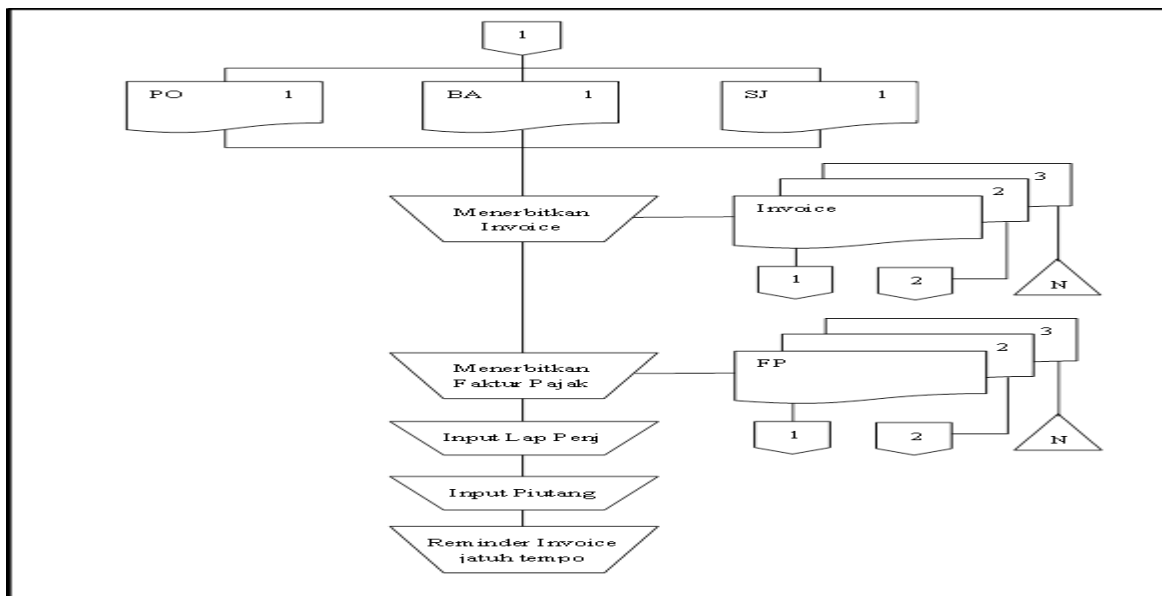 1
PO 1
BA 1
SJ 1
Menerbitkan
Invoice
Invoice
2
3
1
2
N
Menerbitkan
Faktur Pajak
FP
2
3
1
2
N
Input Lap Penj
Input Piutang
Reminder Invoice
jatuh tempo